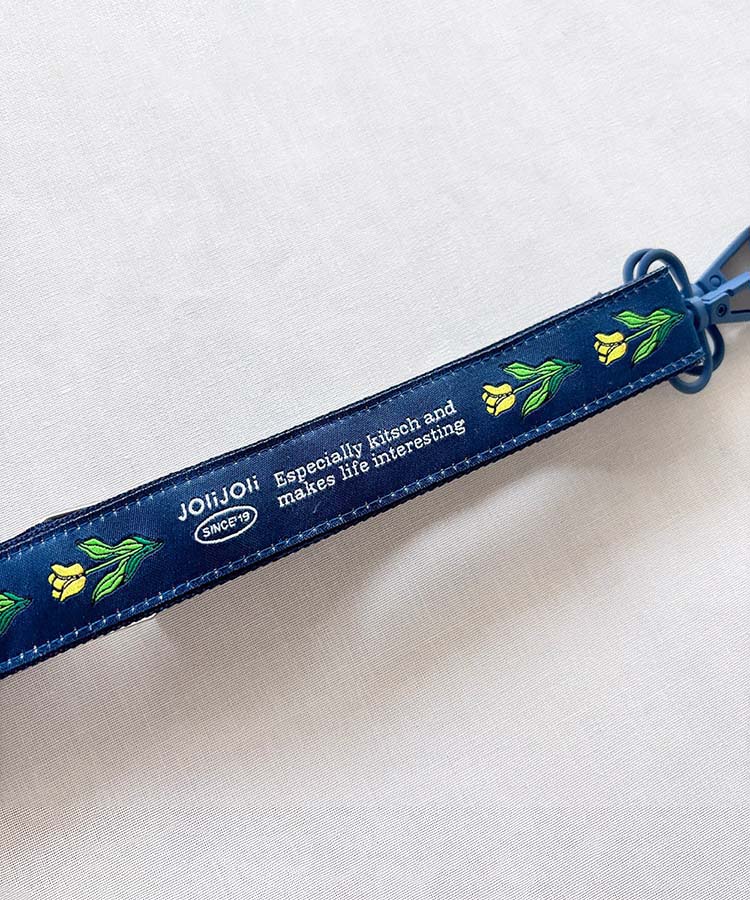 JOliJOli
SINCE'19
Especially kitsch and
makes life interesting